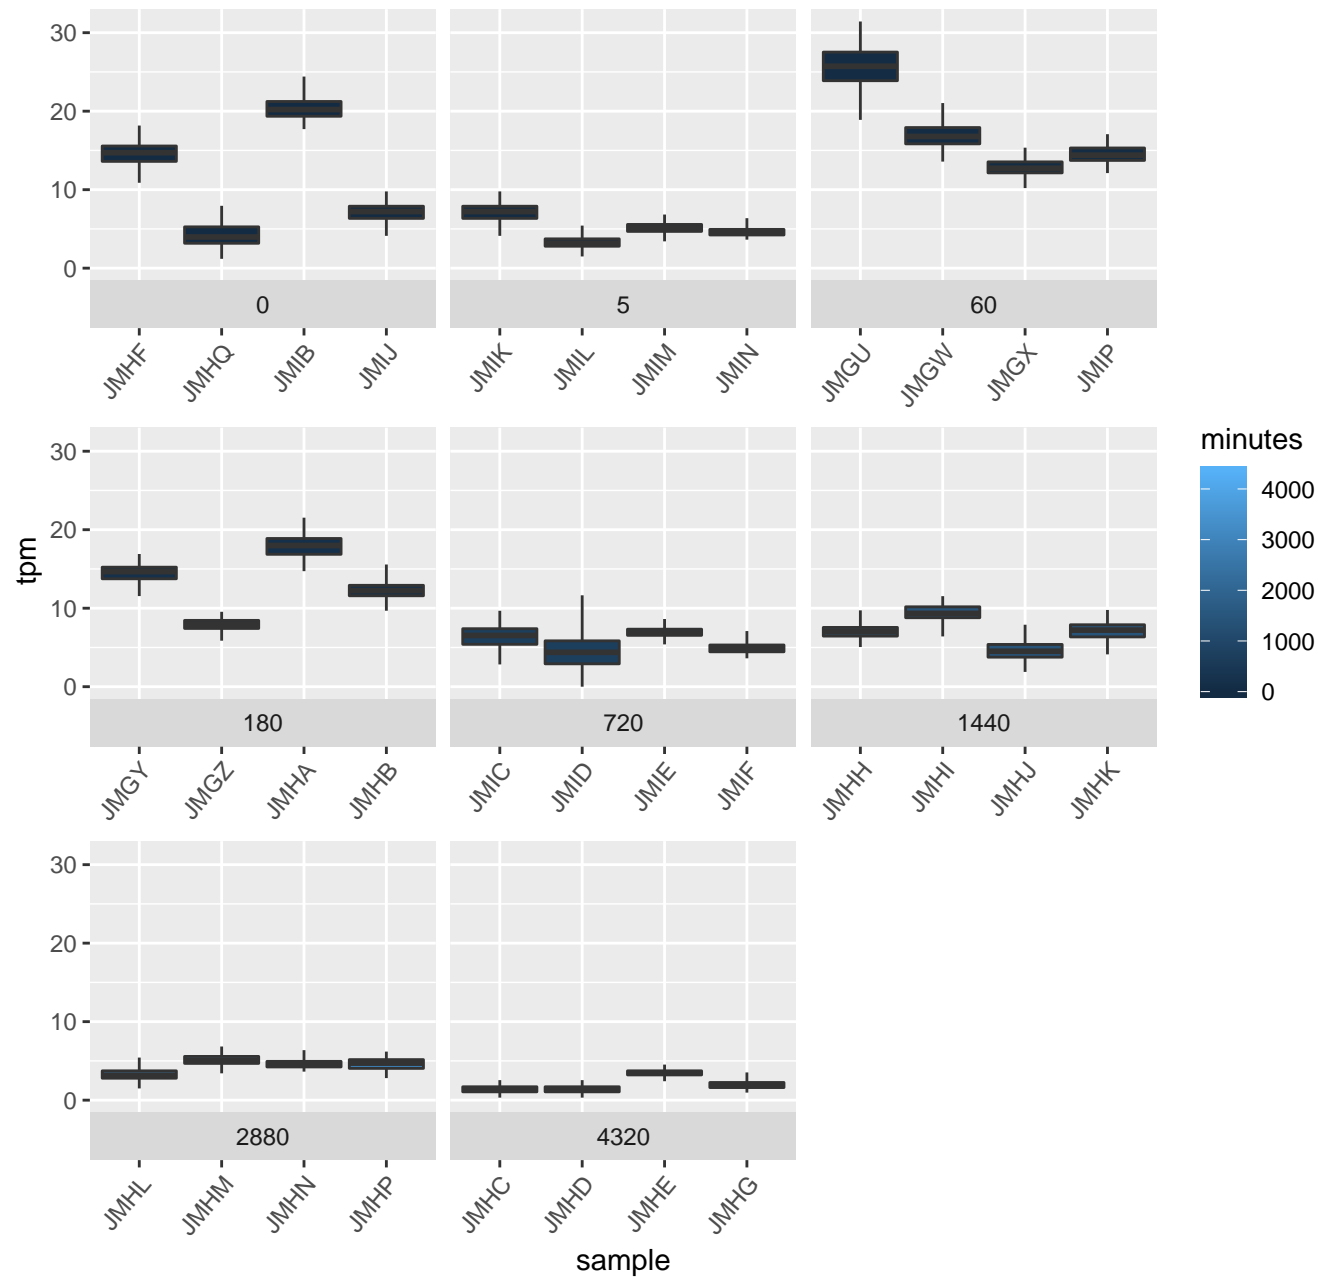 30
20
10
0
0
5
60
JMHF
JMHQ
JMIB
JMIJ
JMIK
JMIL
JMIM
JMIN
JMGU
JMGW
JMGX
JMIP
30
20
10
0
180
720
1440
JMGY
JMGZ
JMHA
JMHB
JMIC
JMID
JMIE
JMIF
JMHH
JMHI
JMHJ
JMHK
30
20
10
0
2880
4320
JMHL
JMHM
JMHN
JMHP
JMHC
JMHD
JMHE
JMHG
tpm
sample
minutes
4000
3000
2000
1000
0